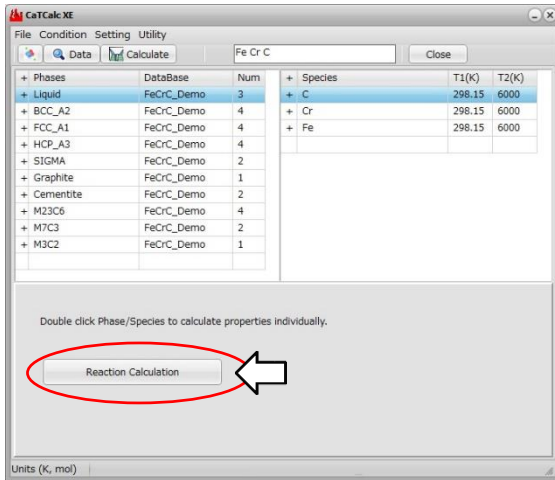 CaTCalc XE
File Condition Setting Utility
Data Calculate Fe Cr C Close
+ Phases DataBase Num + Species T1(K) T2(K)
+ Liquid FeCrC_Demo 3 + C 298.15 6000
+ BCC_A2 FeCrC_Demo 4 + Cr 298.15 6000
+ FCC_A1 FeCrC_Demo 4 + Fe 298.15 6000
+ HCP_A3 FeCrC_Demo 4
+ SIGMA FeCrC_Demo 2
+ Graphite FeCrC_Demo 1
+ Cementite FeCrC_Demo 2
+ M23C6 FeCrC_Demo 4
+ M7C3 FeCrC_Demo 2
+ M3C2 FeCrC_Demo 1
Double click Phase/Species to calculate properties individually.
Reaction Calculation
Units (K, mol)